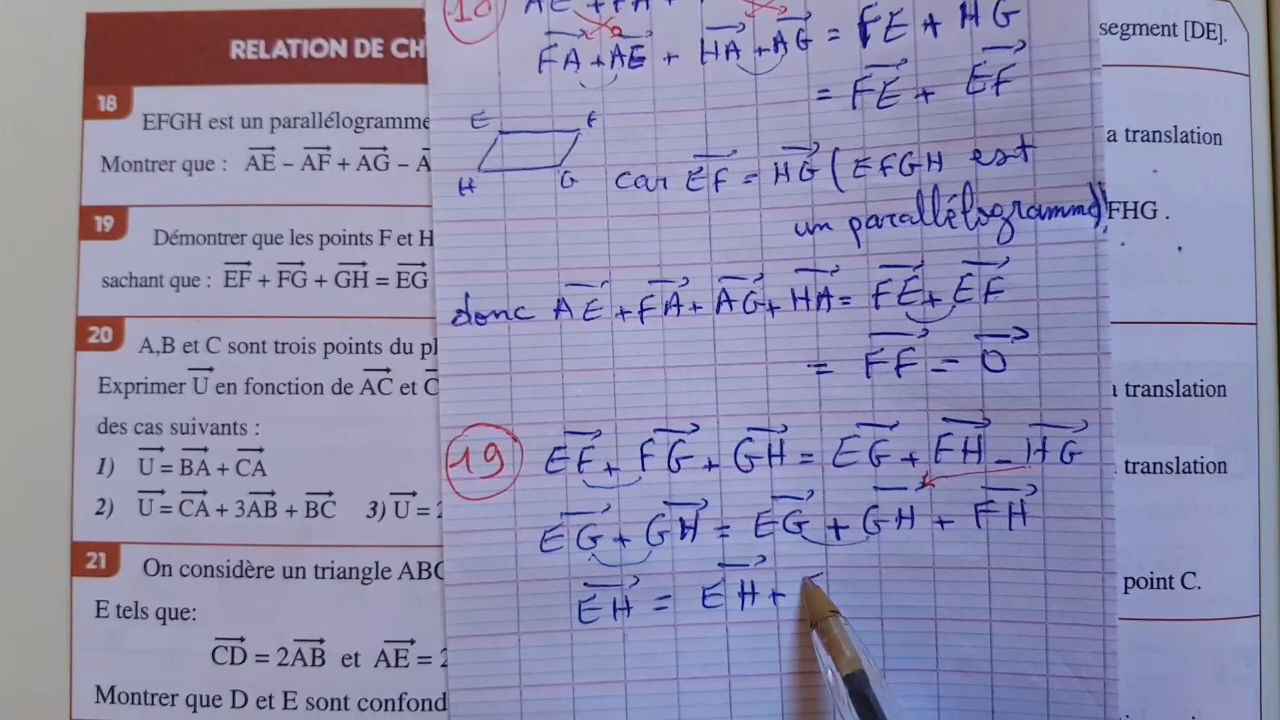 RELATION DE CH
18
EFGH est un parallélogramme
Montrer que : AE − AF + AG − A
19
Démontrer que les points F et H
sachant que : EF + FG + GH = EG
20
A,B et C sont trois points du pl
Exprimer U en fonction de AC et C
des cas suivants :
1) U = BA + CA
2) U = CA + 3AB + BC 3) U = 2
21
On considère un triangle ABC
E tels que:
CD = 2AB et AE = 2
Montrer que D et E sont confond
FA + AE + HA + AG = FE + HG
= FE + EF
E F
H G
car EF = HG (EFGH est
un parallélogramme)
donc AE + FA + AG + HA = FE + EF
= FF = 0
19 EF + FG + GH = EG + FH − HG
EG + GH = EG + GH + FH
EH = EH +
segment [DE].
a translation
FHG .
translation
translation
point C.